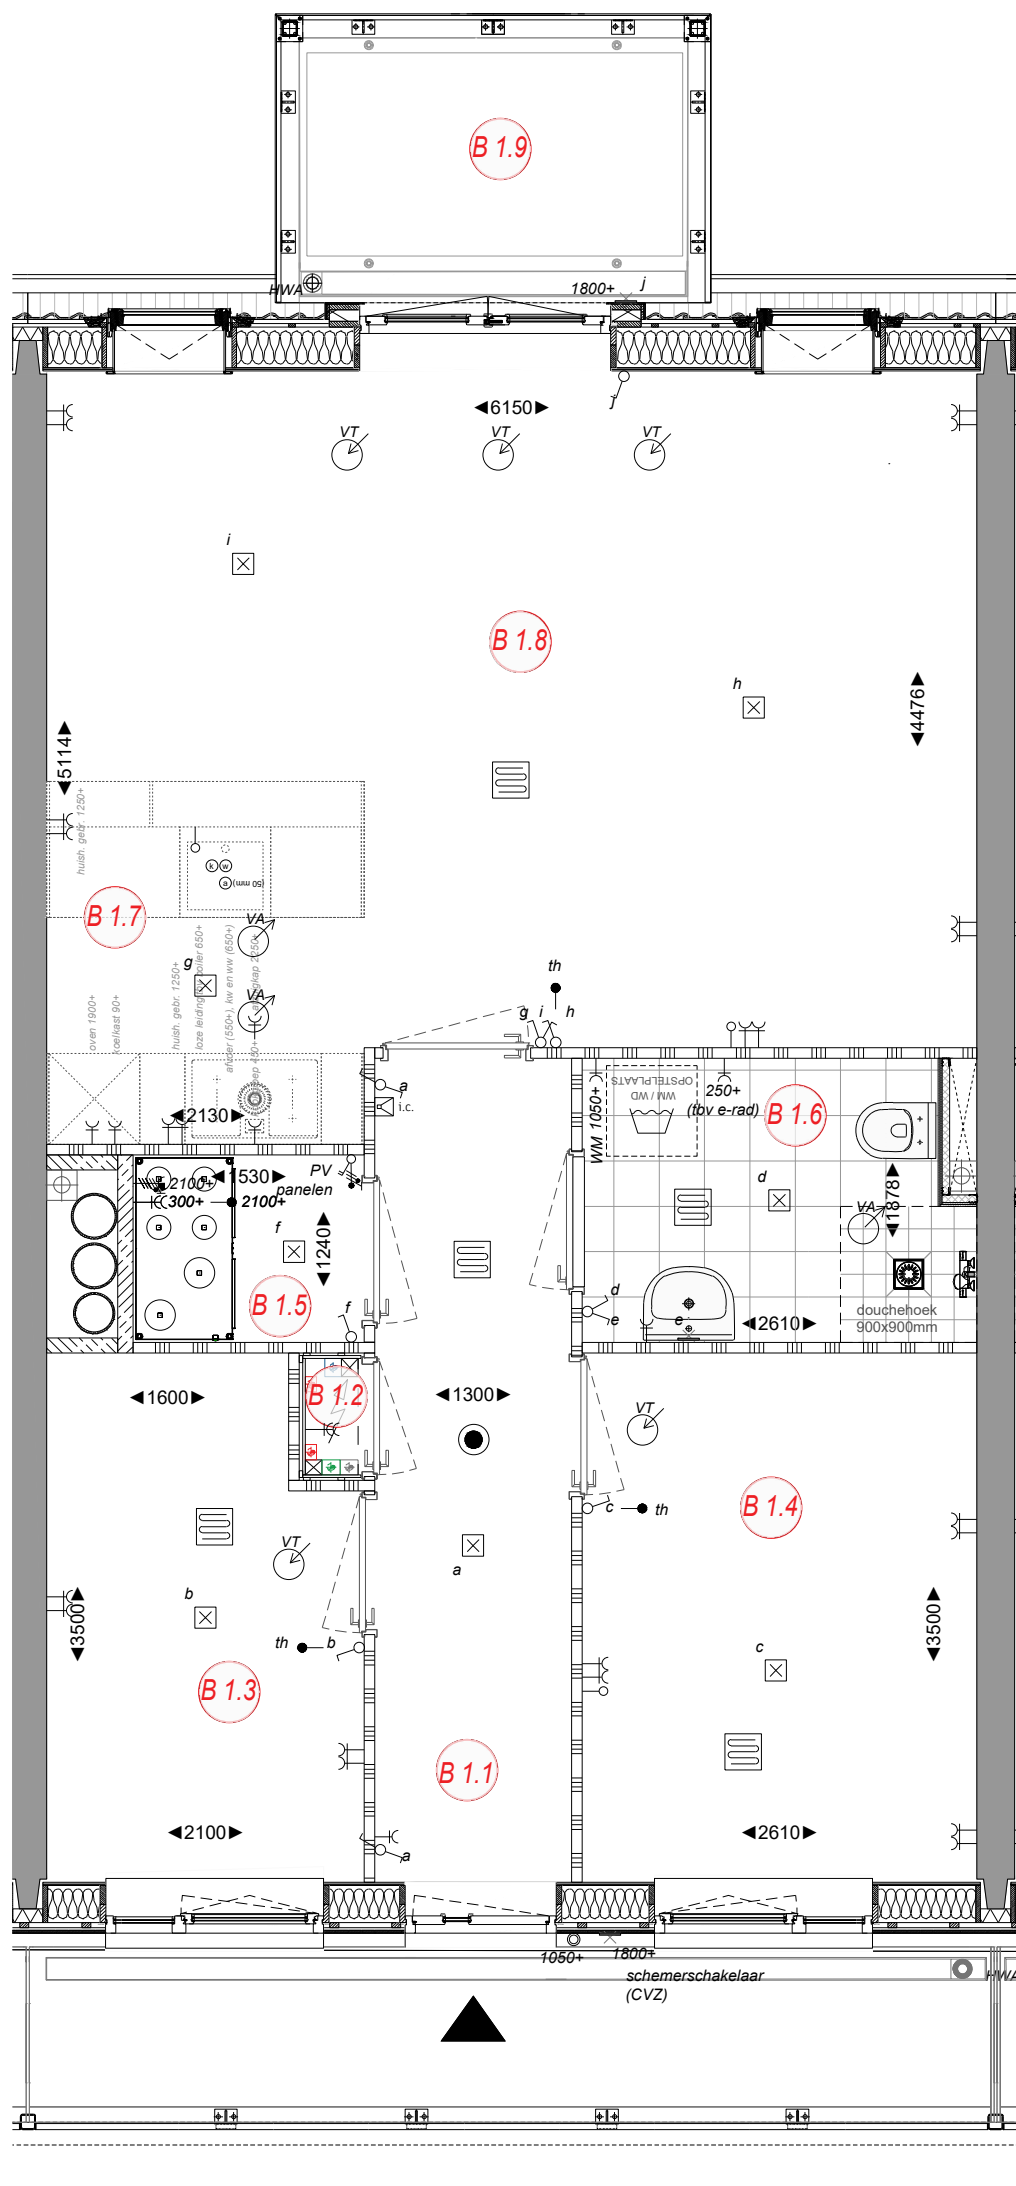 B 1.9
HWA
1800+
j
j
6150
VT
VT
VT
i
B 1.8
h
4476
5114
huish. gebr. 1250+
k
w
a
(50 mm)
B 1.7
VA
g
VA
oven 1900+
koelkast 90+
huish. gebr. 1250+
loze leiding tbv boiler 650+
afvoer (550+), kw en ww (650+)
th
g
i
h
a
i.c.
OPSTELPLAATS
WM / WD
WM 1050+
250+
(tbv e-rad)
B 1.6
2130
PV
panelen
1530
2100+
300+
2100+
f
1240
d
1878
VA
B 1.5
f
d
e
e
2610
douchehoek
900x900mm
B 1.2
1600
1300
VT
c
th
B 1.4
VT
a
b
3500
3500
th
b
c
B 1.3
B 1.1
2100
2610
a
1050+
1800+
schemerschakelaar
(CVZ)
HWA